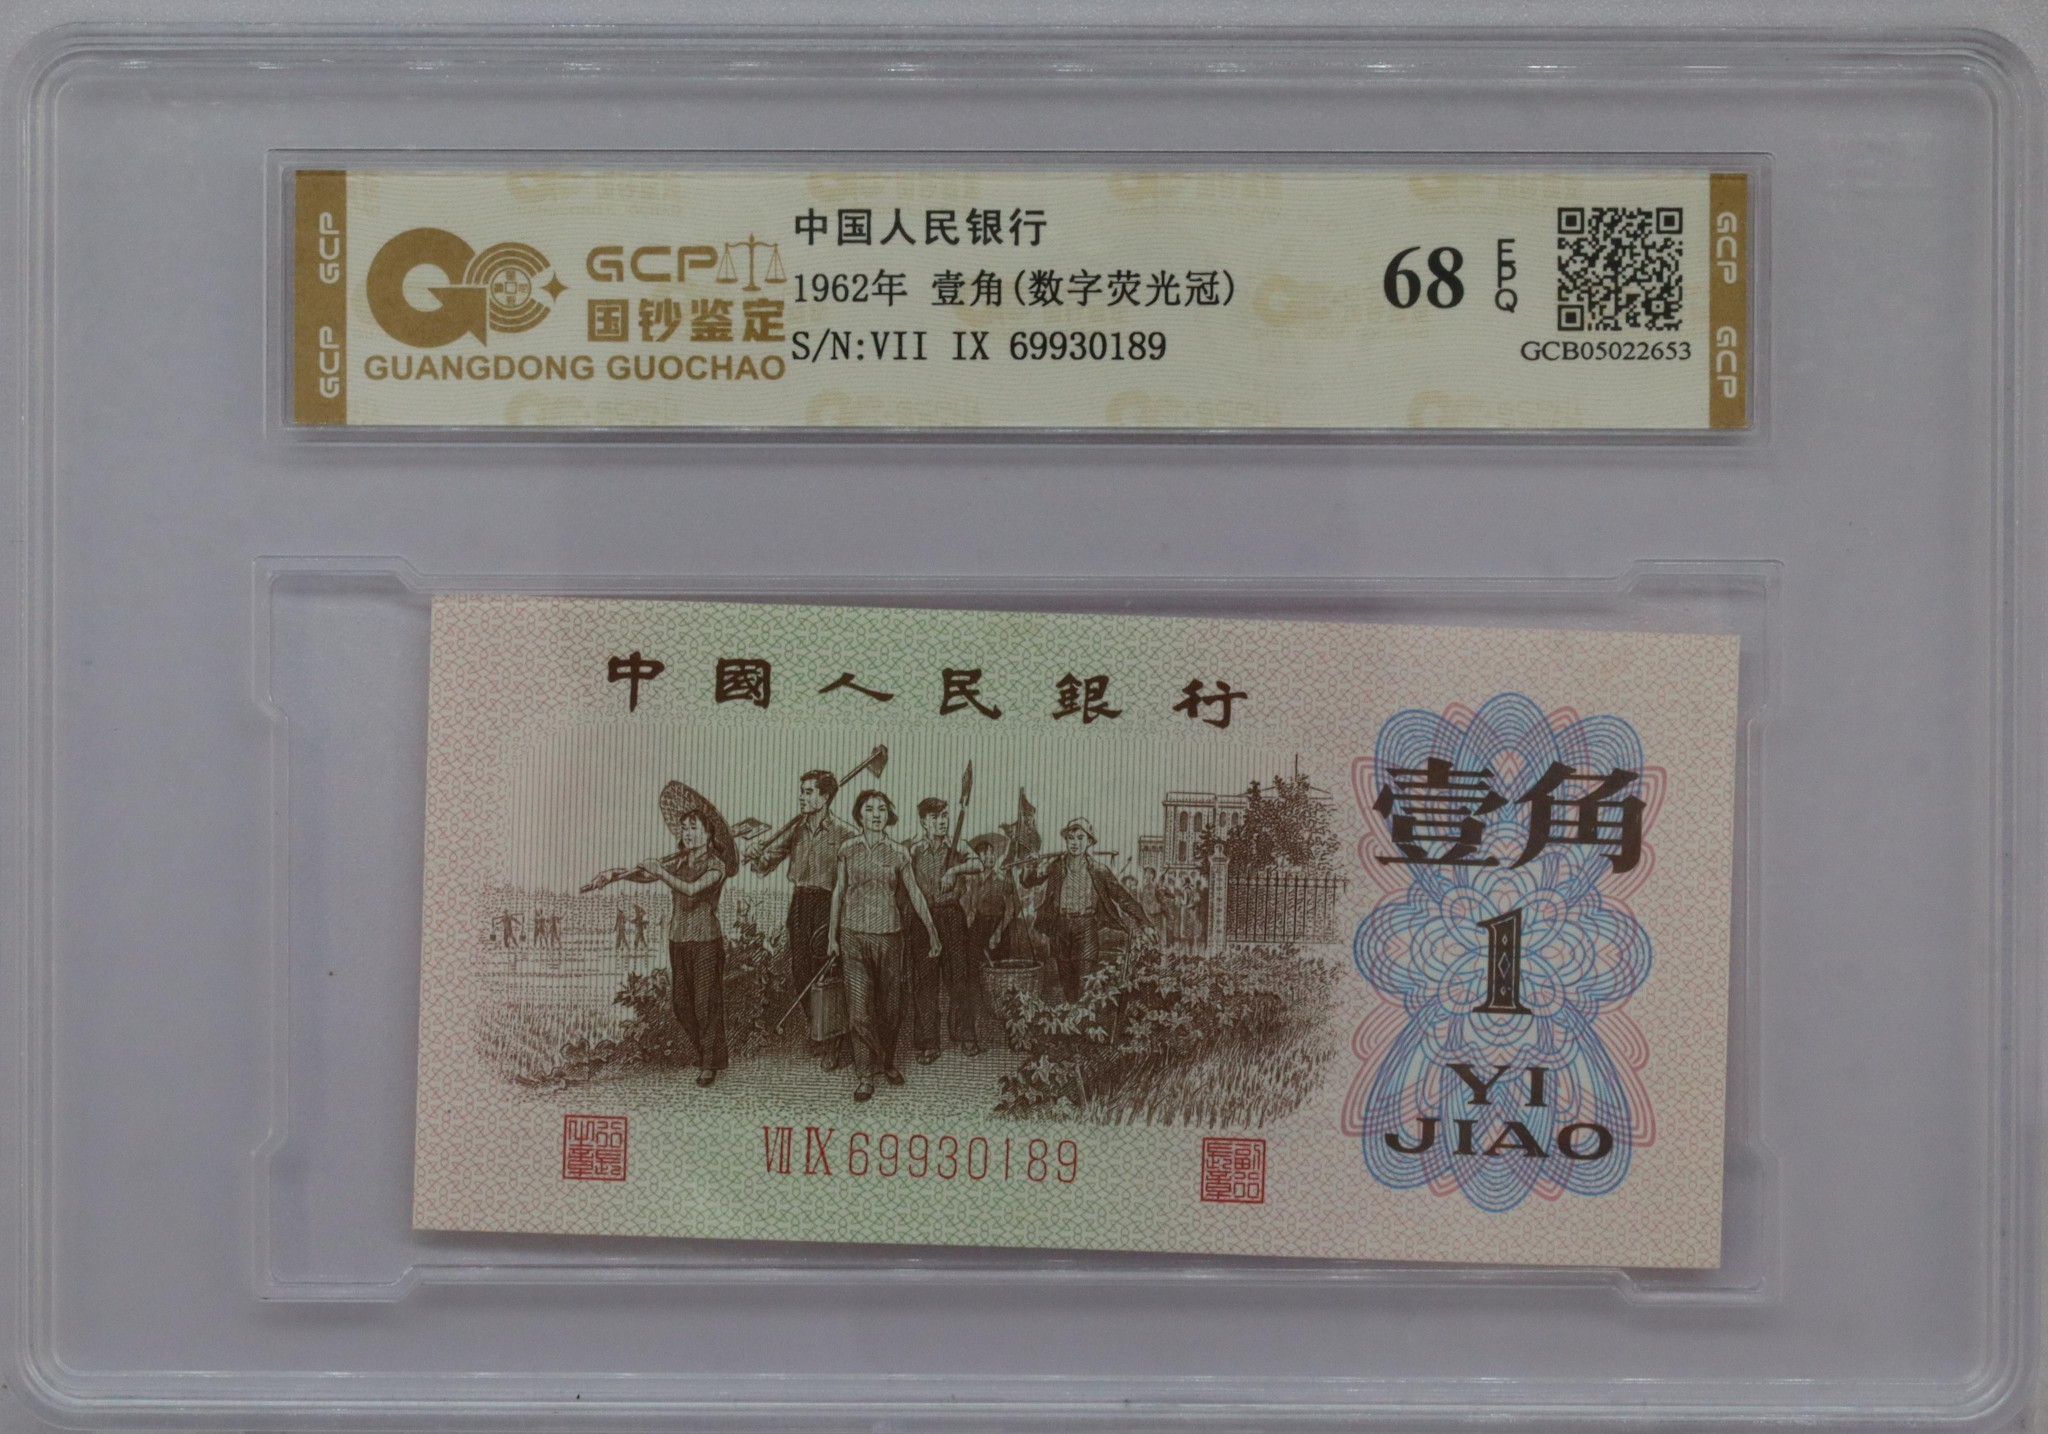 GCP GCP
GCP
国钞鉴定
GUANGDONG GUOCHAO
中国人民银行
1962年 壹角(数字荧光冠)
S/N:VII IX 69930189
68 EPQ
GCB05022653
GCP GCP
中國人民銀行
壹角
1
YI
JIAO
VII IX 69930189